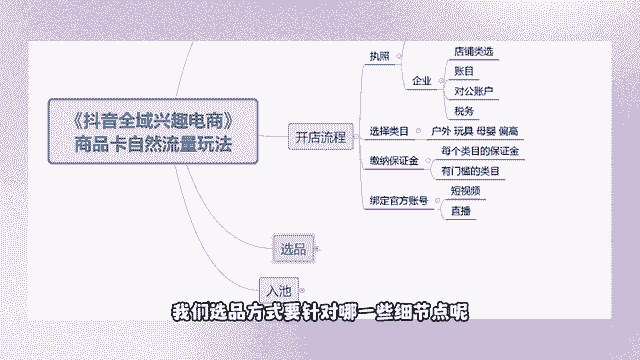 《抖音全域兴趣电商》
商品卡自然流量玩法
开店流程
执照
企业
店铺类选
账目
对公账户
税务
选择类目
户外 玩具 母婴 偏高
缴纳保证金
每个类目的保证金
有门槛的类目
绑定官方账号
短视频
直播
选品
入池
我们选品方式要针对哪一些细节点呢